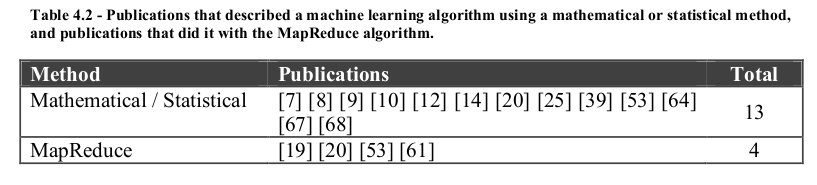 Table 4.2 - Publications that described a machine learning algorithm using a mathematical or statistical method,
and publications that did it with the MapReduce algorithm.
Method Publications Total
Mathematical / Statistical [7] [8] [9] [10] [12] [14] [20] [25] [39] [53] [64]
[67] [68] 13
MapReduce [19] [20] [53] [61] 4